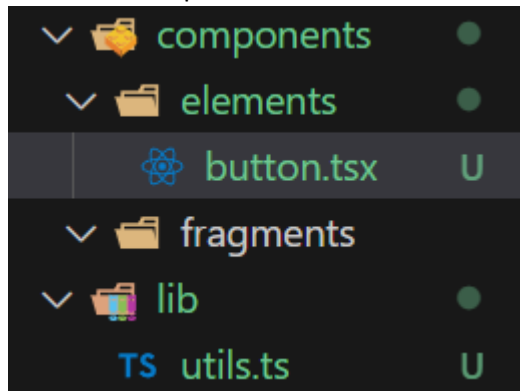 components
elements
button.tsx U
fragments
lib
TS utils.ts U